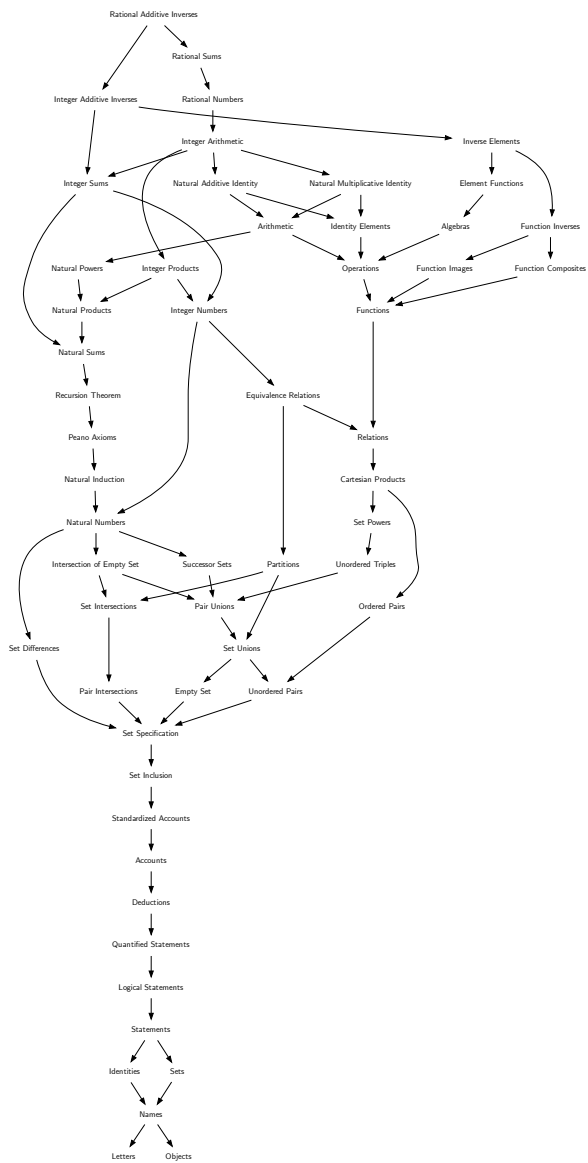 Rational Additive Inverses
Rational Sums
Integer Additive Inverses
Rational Numbers
Integer Arithmetic
Inverse Elements
Integer Sums
Natural Additive Identity
Natural Multiplicative Identity
Element Functions
Arithmetic
Identity Elements
Algebras
Function Inverses
Natural Powers
Integer Products
Operations
Function Images
Function Composites
Natural Products
Integer Numbers
Functions
Natural Sums
Recursion Theorem
Equivalence Relations
Peano Axioms
Relations
Natural Induction
Cartesian Products
Natural Numbers
Set Powers
Intersection of Empty Set
Successor Sets
Partitions
Unordered Triples
Set Intersections
Pair Unions
Ordered Pairs
Set Differences
Set Unions
Pair Intersections
Empty Set
Unordered Pairs
Set Specification
Set Inclusion
Standardized Accounts
Accounts
Deductions
Quantified Statements
Logical Statements
Statements
Identities
Sets
Names
Letters
Objects